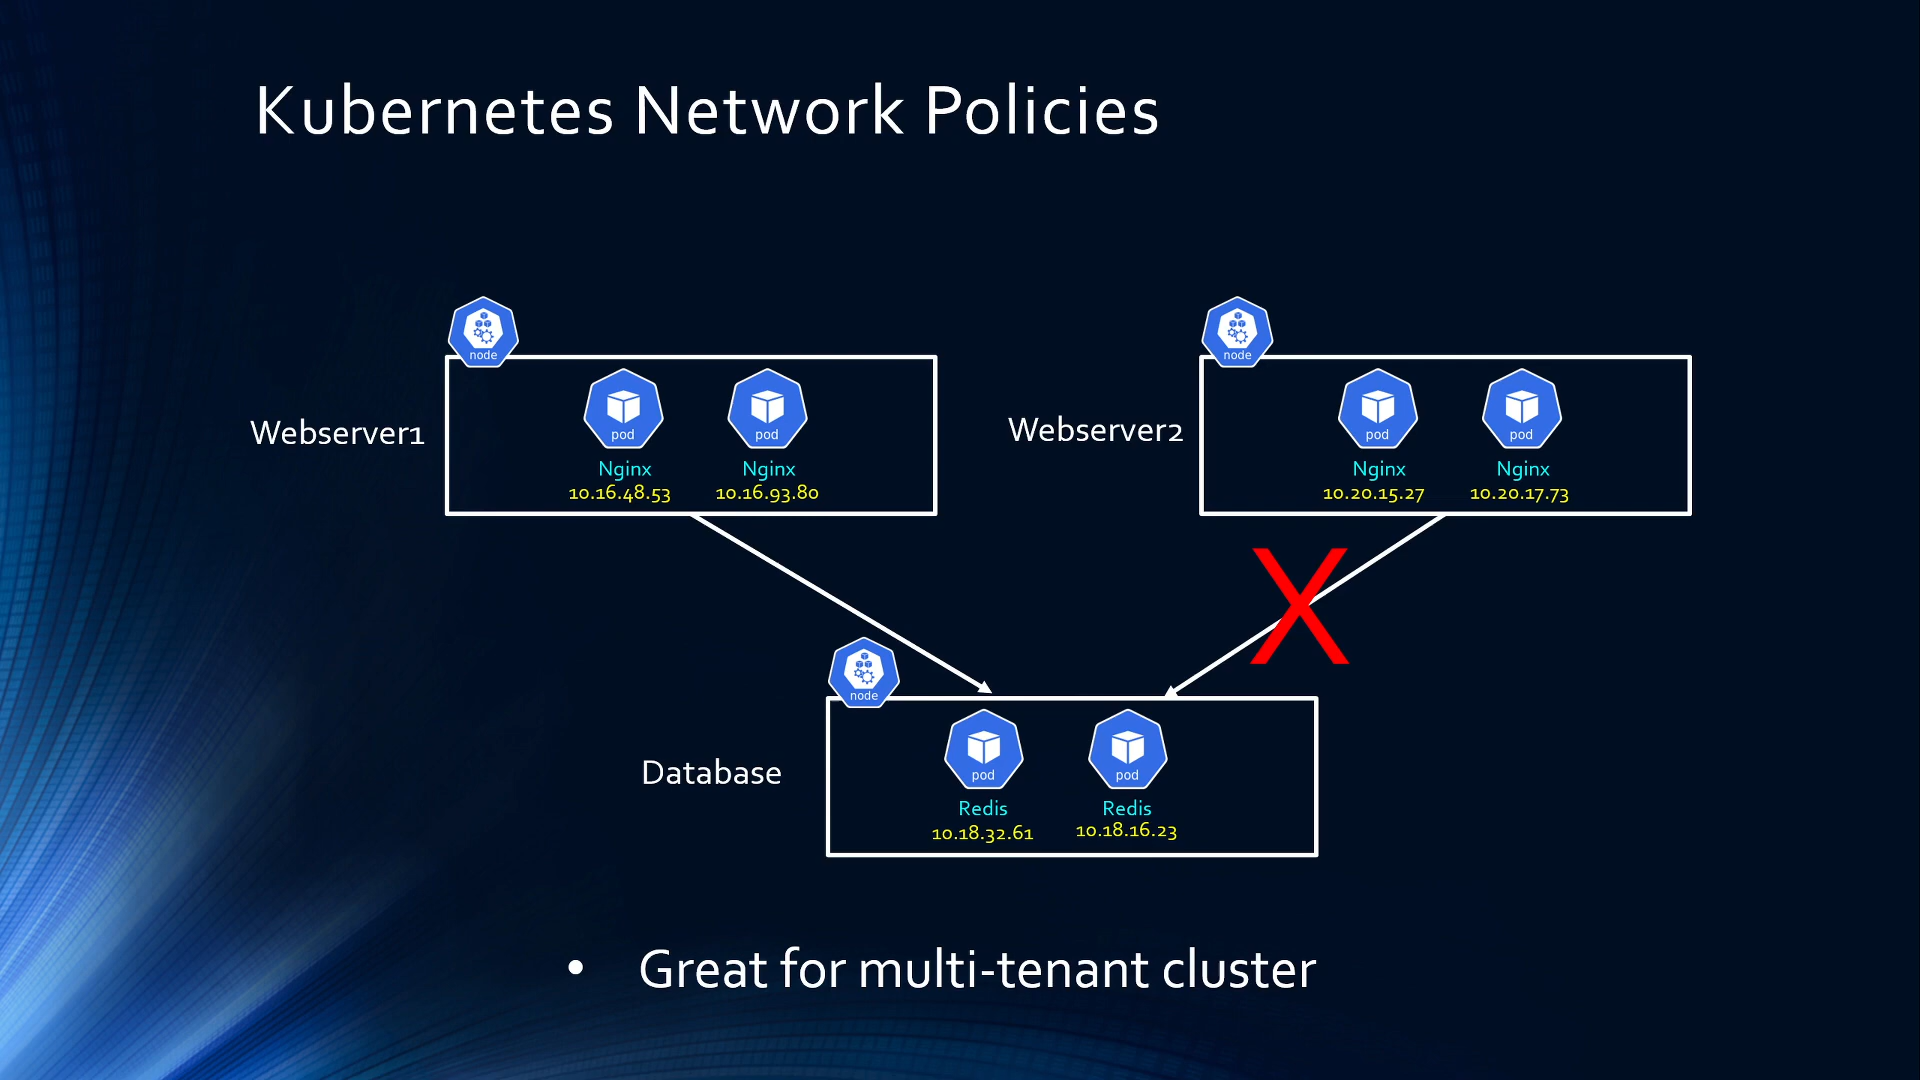 Kubernetes Network Policies
node
node
pod
pod
pod
pod
Webserver1
Webserver2
Nginx
Nginx
Nginx
Nginx
10.16.48.53
10.16.93.80
10.20.15.27
10.20.17.73
X
node
pod
pod
Database
Redis
Redis
10.18.32.61
10.18.16.23
• Great for multi-tenant cluster